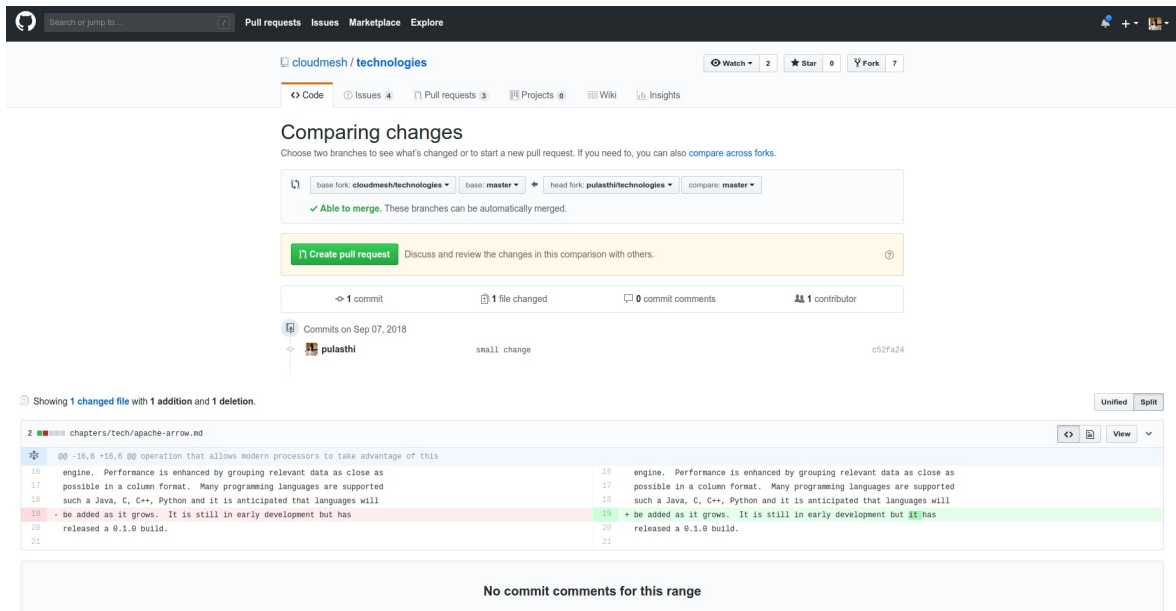 Search or jump to... /
Pull requests Issues Marketplace Explore
cloudmesh / technologies
Watch 2 Star 0 Fork 7
Code Issues 4 Pull requests 3 Projects 0 Wiki Insights
Comparing changes
Choose two branches to see what's changed or to start a new pull request. If you need to, you can also compare across forks.
base fork: cloudmesh/technologies base: master head fork: pulasthi/technologies compare: master
Able to merge. These branches can be automatically merged.
Create pull request Discuss and review the changes in this comparison with others.
1 commit 1 file changed 0 commit comments 1 contributor
Commits on Sep 07, 2018
pulasthi small change c52fa24
Showing 1 changed file with 1 addition and 1 deletion. Unified Split
2 chapters/tech/apache-arrow.md View
@@ -16,6 +16,6 @@ operation that allows modern processors to take advantage of this
16 engine. Performance is enhanced by grouping relevant data as close as 16 engine. Performance is enhanced by grouping relevant data as close as
17 possible in a column format. Many programming languages are supported 17 possible in a column format. Many programming languages are supported
18 such a Java, C, C++, Python and it is anticipated that languages will 18 such a Java, C, C++, Python and it is anticipated that languages will
19 - be added as it grows. It is still in early development but has 19 + be added as it grows. It is still in early development but it has
20 released a 0.1.0 build. 20 released a 0.1.0 build.
21 21
No commit comments for this range